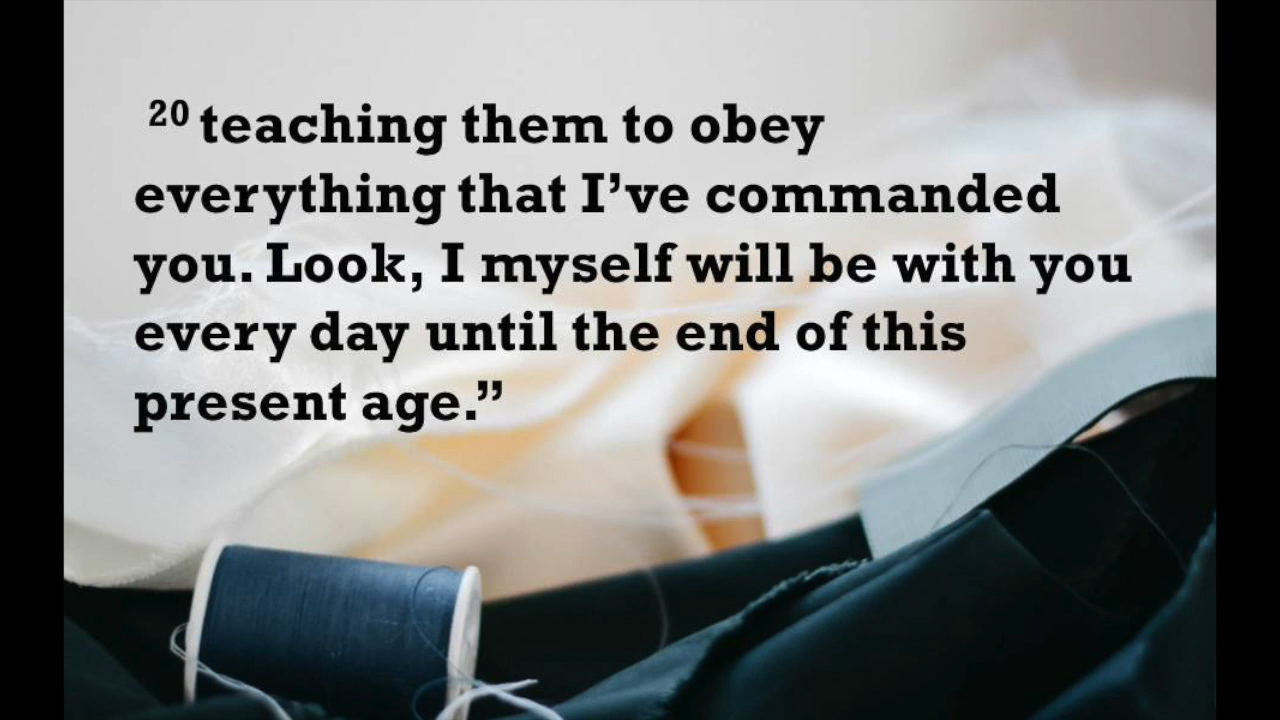 20 teaching them to obey
everything that I’ve commanded
you. Look, I myself will be with you
every day until the end of this
present age.”